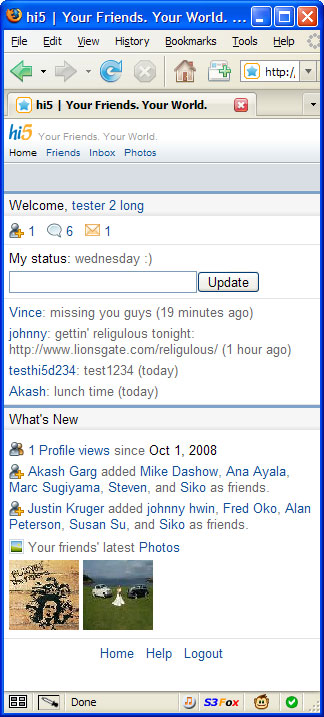 hi5 | Your Friends. Your World. ...
File Edit View History Bookmarks Tools Help
http:/
hi5 | Your Friends. Your World.
hi5 Your Friends. Your World.
Home Friends Inbox Photos
Welcome, tester 2 long
1 6 1
My status: wednesday :)
Update
Vince: missing you guys (19 minutes ago)
johnny: gettin' religulous tonight:
http://www.lionsgate.com/religulous/ (1 hour ago)
testhi5d234: test1234 (today)
Akash: lunch time (today)
What's New
1 Profile views since Oct 1, 2008
Akash Garg added Mike Dashow, Ana Ayala,
Marc Sugiyama, Steven, and Siko as friends.
Justin Kruger added johnny hwin, Fred Oko, Alan
Peterson, Susan Su, and Siko as friends.
Your friends' latest Photos
Home Help Logout
Done S3Fox